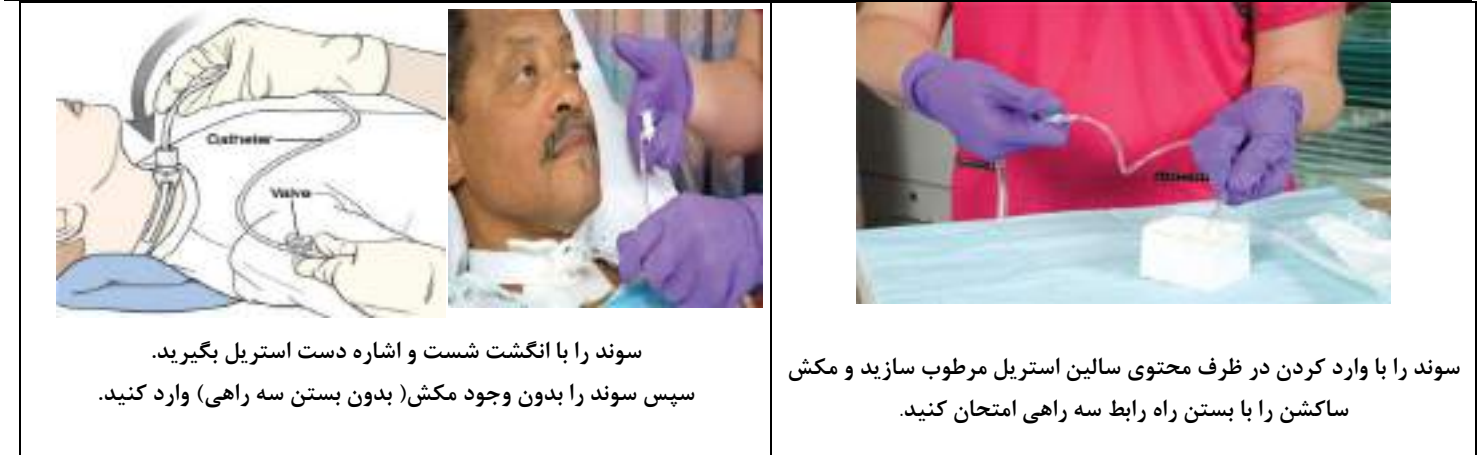 سوند را با وارد کردن در ظرف محتوی سالین استریل مرطوب سازید و مکش
ساکشن را با بستن راه رابط سه راهی امتحان کنید.
Catheter
Valve
سوند را با انگشت شست و اشاره دست استریل بگیرید.
سپس سوند را بدون وجود مکش( بدون بستن سه راهی) وارد کنید.